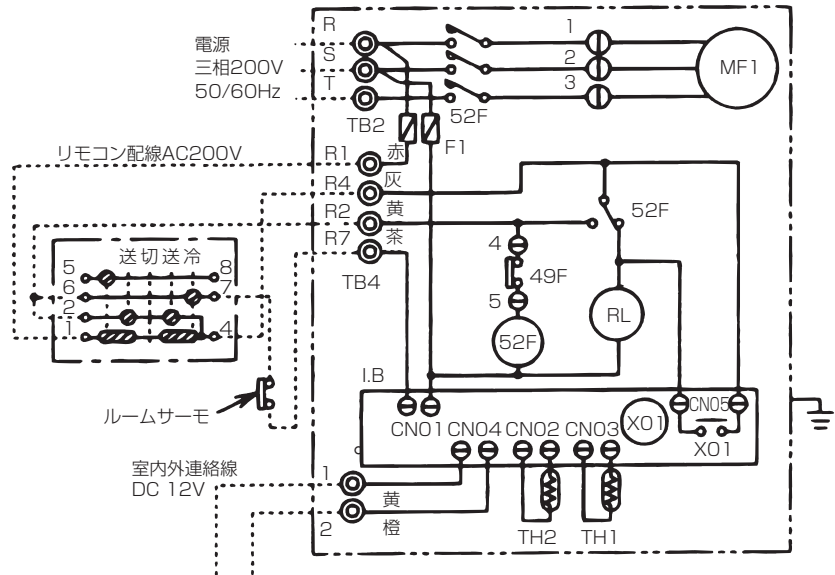 R
電源
S
三相200V
50/60Hz
T
1
2
3
MF1
TB2
52F
F1
リモコン配線AC200V
R1
赤
R4
灰
R2
黄
52F
R7
茶
TB4
4
49F
5
52F
RL
送切送冷
5
8
6
7
2
1
4
ルームサーモ
I.B
CN01
CN04
CN02
CN03
X01
CN05
X01
室内外連絡線
DC 12V
1
黄
2
橙
TH2
TH1